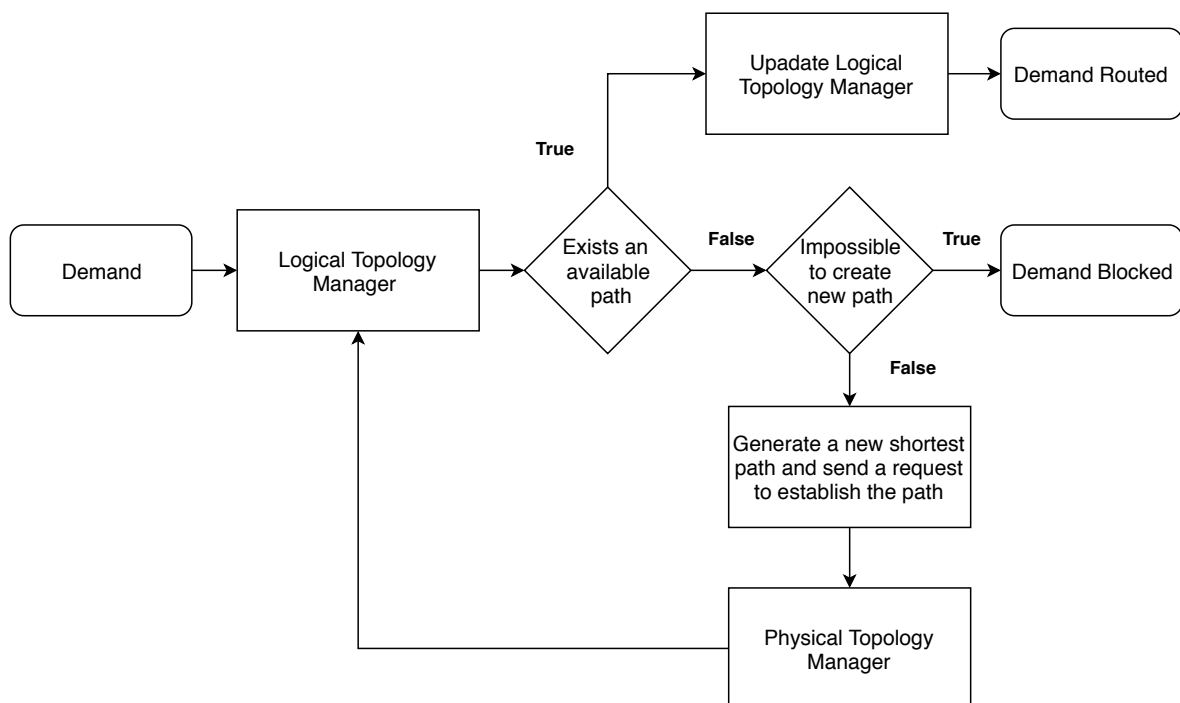 Upadate Logical
Topology Manager
Demand Routed
True
Demand
Logical Topology
Manager
Exists an
available
path
False
Impossible
to create
new path
True
Demand Blocked
False
Generate a new shortest
path and send a request
to establish the path
Physical Topology
Manager